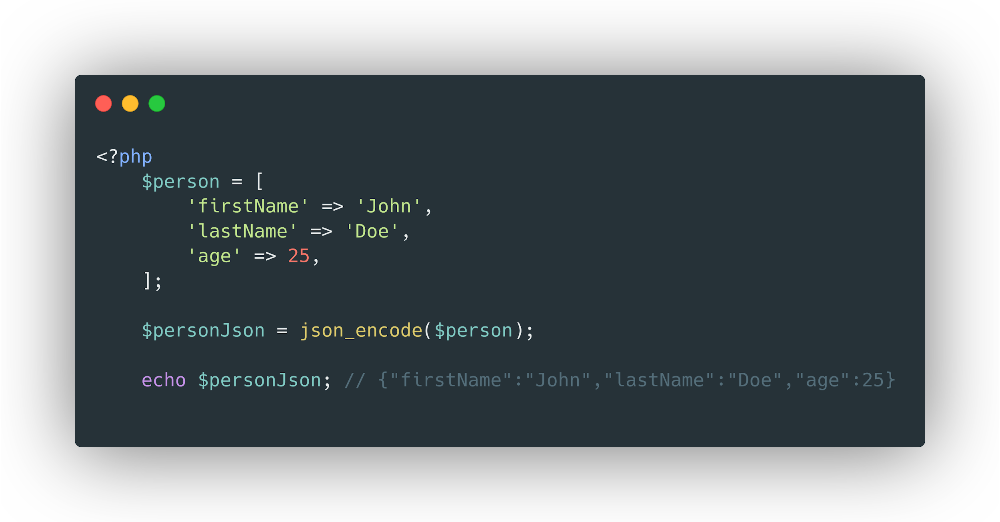 <?php
    $person = [
        'firstName' => 'John',
        'lastName' => 'Doe',
        'age' => 25,
    ];

    $personJson = json_encode($person);

    echo $personJson; // {"firstName":"John","lastName":"Doe","age":25}